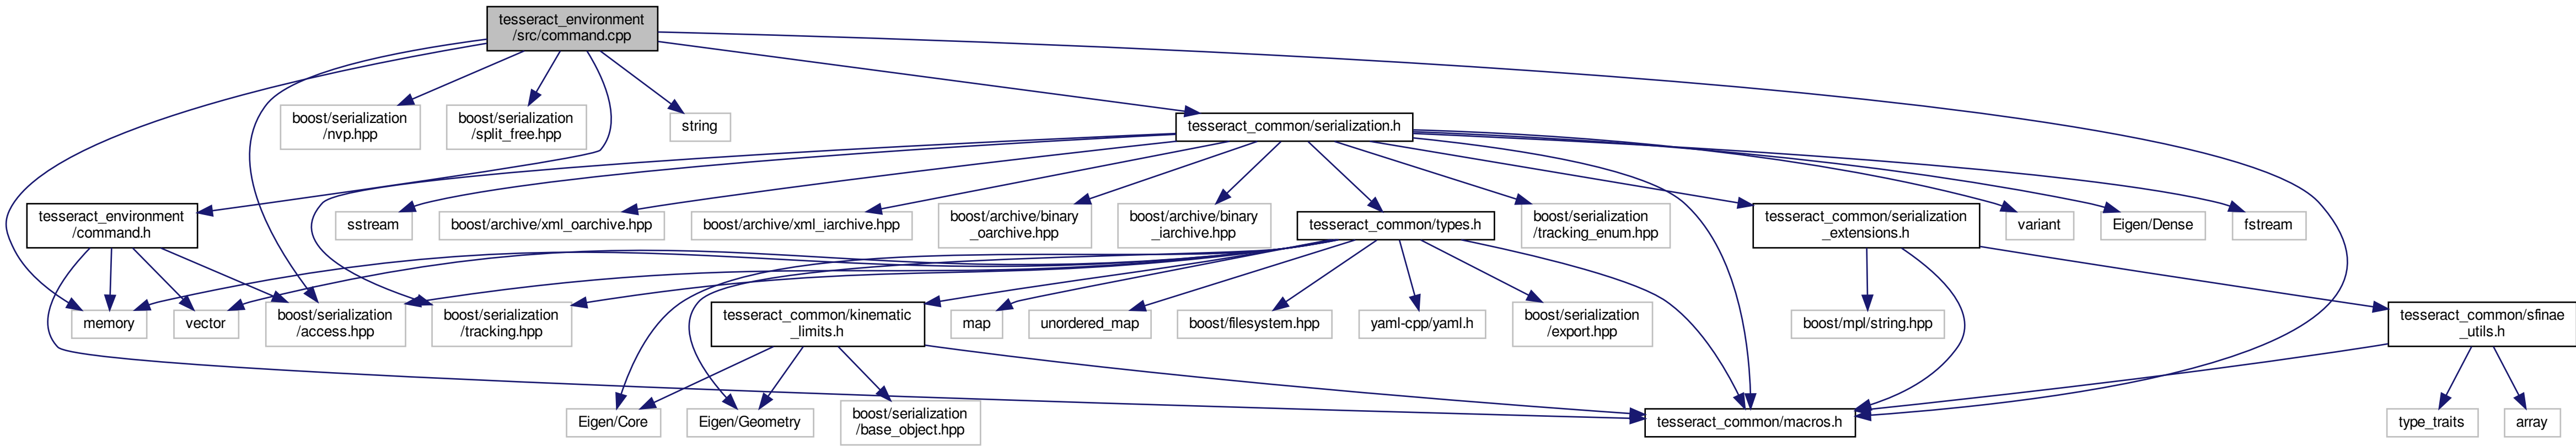 tesseract_environment
/src/command.cpp
boost/serialization
/nvp.hpp
boost/serialization
/split_free.hpp
string
tesseract_common/serialization.h
tesseract_environment
/command.h
sstream
boost/archive/xml_oarchive.hpp
boost/archive/xml_iarchive.hpp
boost/archive/binary
_oarchive.hpp
boost/archive/binary
_iarchive.hpp
tesseract_common/types.h
boost/serialization
/tracking_enum.hpp
tesseract_common/serialization
_extensions.h
variant
Eigen/Dense
fstream
memory
vector
boost/serialization
/access.hpp
boost/serialization
/tracking.hpp
tesseract_common/kinematic
_limits.h
map
unordered_map
boost/filesystem.hpp
yaml-cpp/yaml.h
boost/serialization
/export.hpp
boost/mpl/string.hpp
tesseract_common/sfinae
_utils.h
Eigen/Core
Eigen/Geometry
boost/serialization
/base_object.hpp
tesseract_common/macros.h
type_traits
array